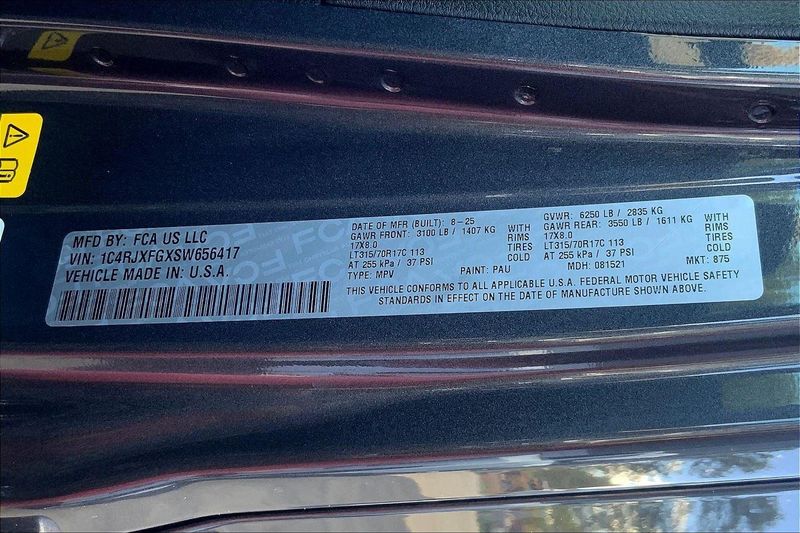 MFD BY: FCA US LLC
VIN: 1C4RJXFGXSW656417
VEHICLE MADE IN U.S.A.
DATE OF MFR (BUILT): 8-25
GAWR FRONT: 3100 LB / 1407 KG WITH
17X8.0 RIMS
LT315/70R17C 113 TIRES
AT 255 kPa / 37 PSI COLD
TYPE: MPV
GVWR: 6250 LB / 2835 KG
GAWR REAR: 3550 LB / 1611 KG WITH
17X8.0 RIMS
LT315/70R17C 113 TIRES
AT 255 kPa / 37 PSI COLD
PAINT: PAU MDH: 081521 MKT: 875
THIS VEHICLE CONFORMS TO ALL APPLICABLE U.S.A. FEDERAL MOTOR VEHICLE SAFETY
STANDARDS IN EFFECT ON THE DATE OF MANUFACTURE SHOWN ABOVE.